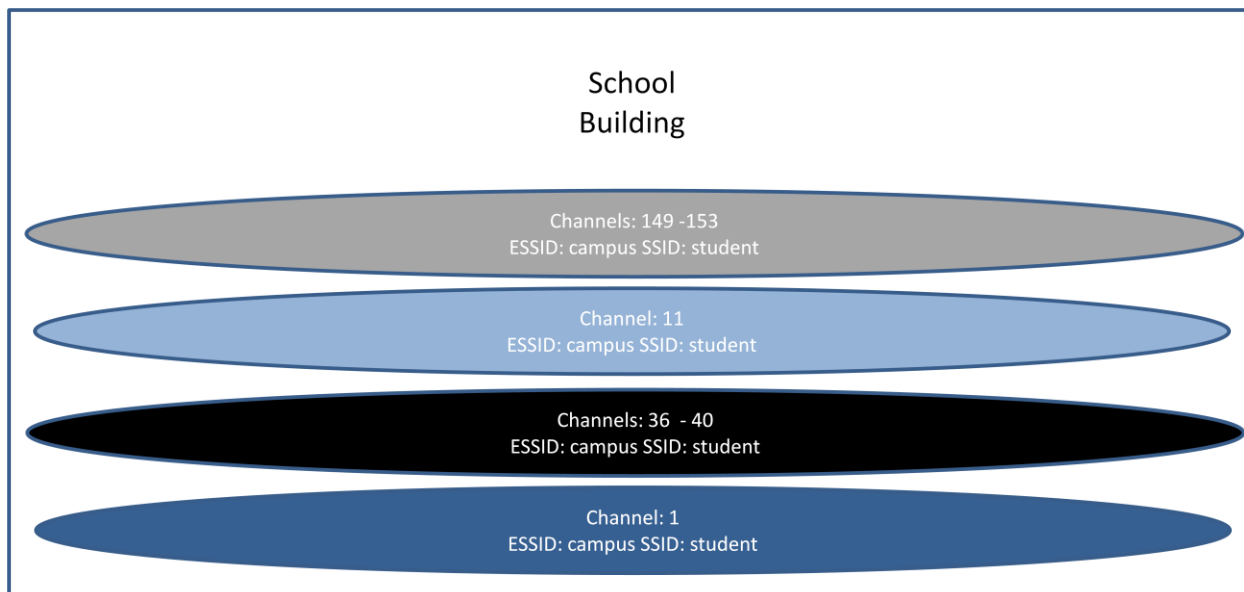 School
Building
Channels: 149 -153
ESSID: campus SSID: student
Channel: 11
ESSID: campus SSID: student
Channels: 36  - 40
ESSID: campus SSID: student
Channel: 1
ESSID: campus SSID: student